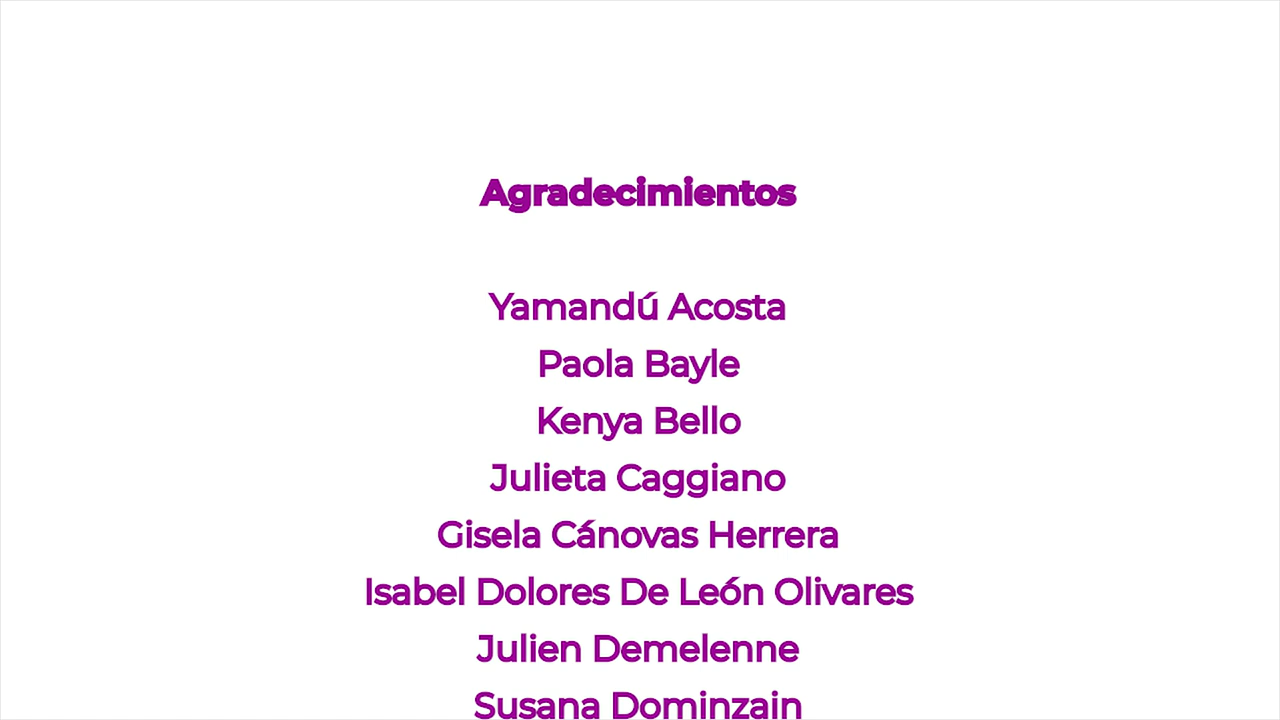 Agradecimientos
Yamandú Acosta
Paola Bayle
Kenya Bello
Julieta Caggiano
Gisela Cánovas Herrera
Isabel Dolores De León Olivares
Julien Demelenne
Susana Dominzain